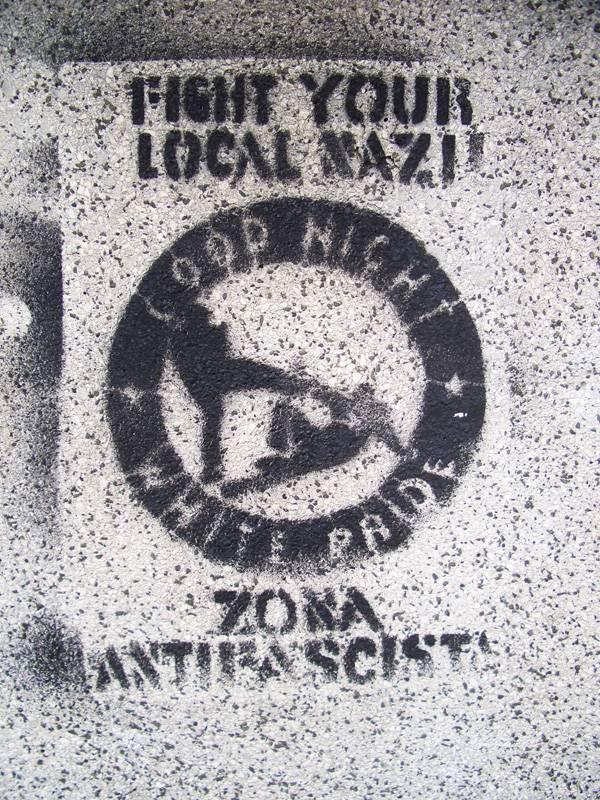 FIGHT YOUR
LOCAL NAZI!
GOOD NIGHT
WHITE PRIDE
ZONA
ANTIFASCISTA